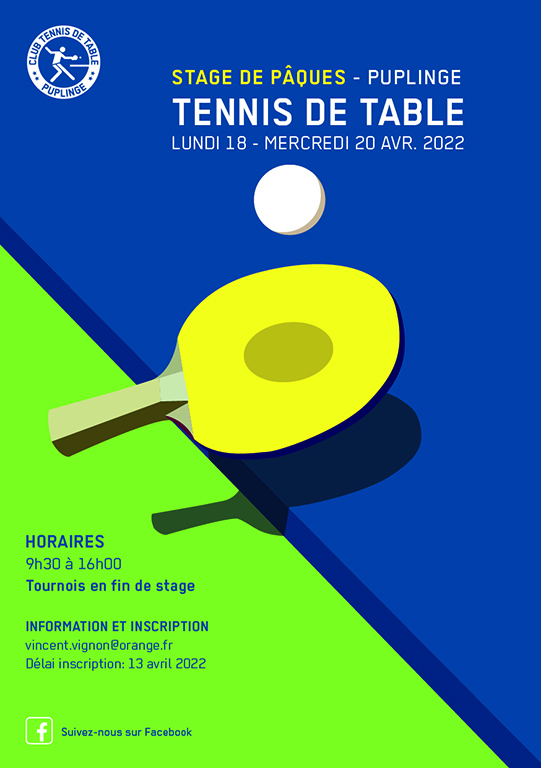 CLUB TENNIS DE TABLE
PUPLINGE
STAGE DE PÂQUES - PUPLINGE
TENNIS DE TABLE
LUNDI 18 - MERCREDI 20 AVR. 2022
HORAIRES
9h30 à 16h00
Tournois en fin de stage
INFORMATION ET INSCRIPTION
vincent.vignon@orange.fr
Délai inscription: 13 avril 2022
Suivez-nous sur Facebook